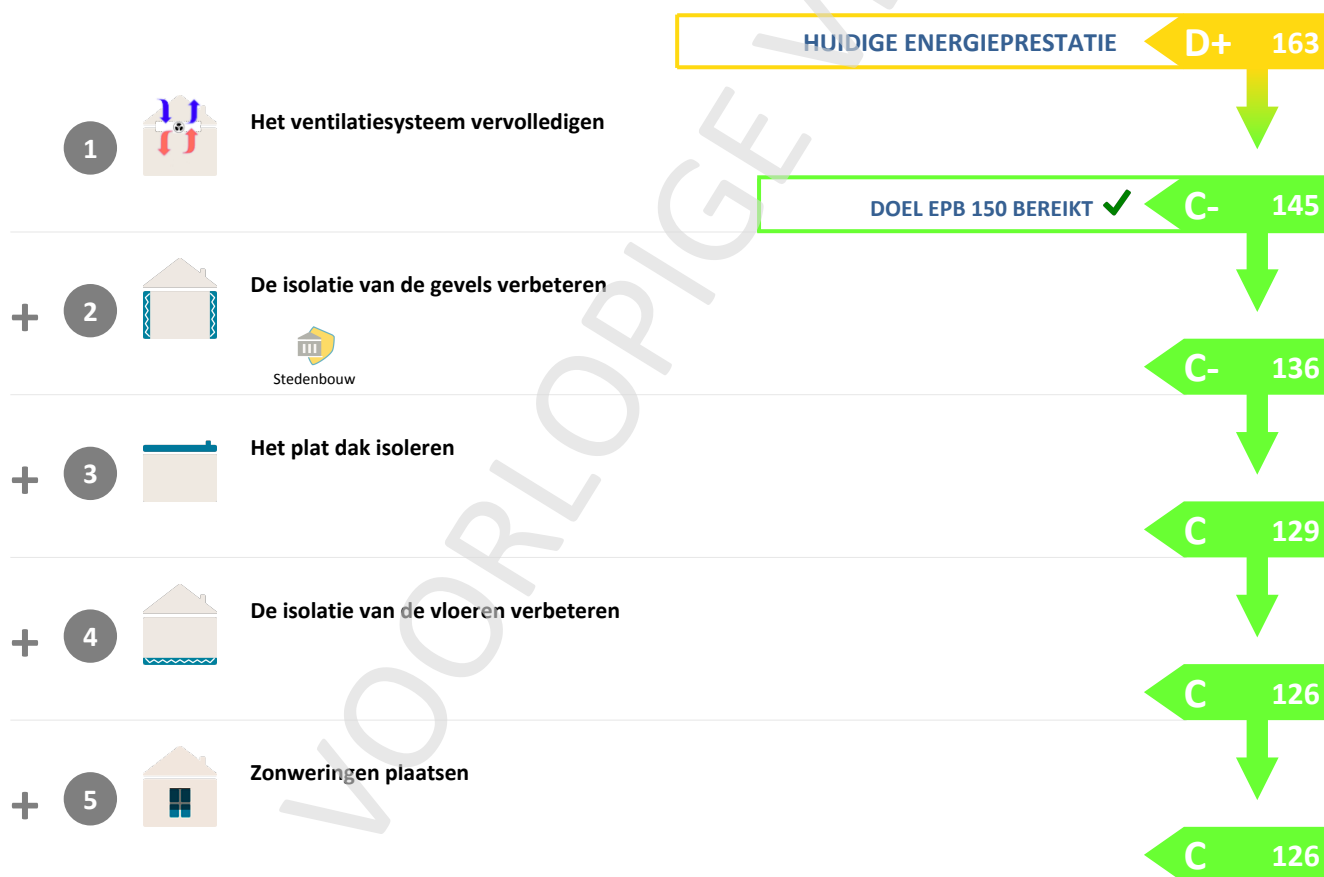 HUIDIGE ENERGIEPRESTATIE D+ 163
1 Het ventilatiesysteem vervolledigen
DOEL EPB 150 BEREIKT ✔ C- 145
+ 2 De isolatie van de gevels verbeteren
Stedenbouw
C- 136
+ 3 Het plat dak isoleren
C 129
+ 4 De isolatie van de vloeren verbeteren
C 126
+ 5 Zonweringen plaatsen
C 126
VOORLOPIGE V